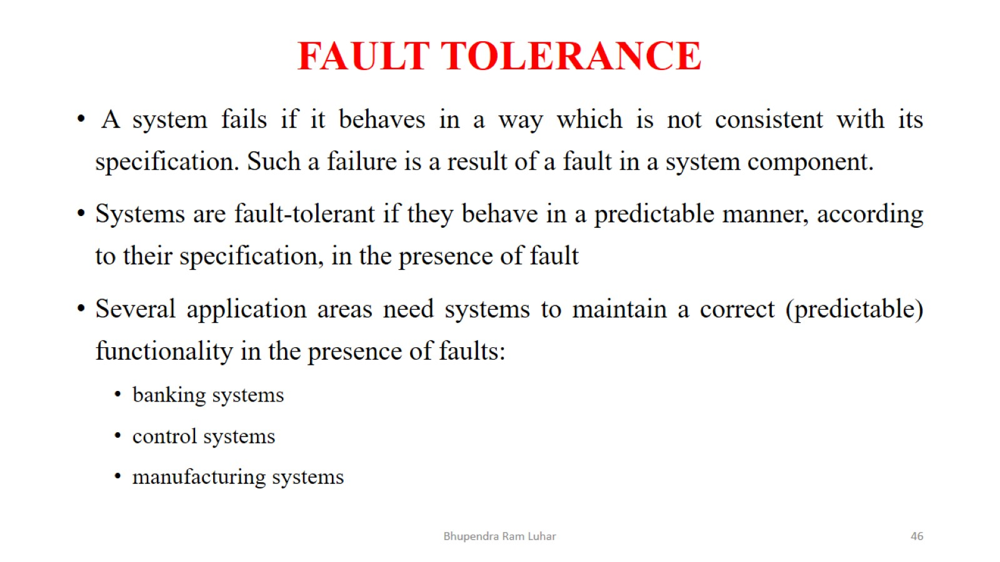 FAULT TOLERANCE
• A system fails if it behaves in a way which is not consistent with its
specification. Such a failure is a result of a fault in a system component.
• Systems are fault-tolerant if they behave in a predictable manner, according
to their specification, in the presence of fault
• Several application areas need systems to maintain a correct (predictable)
functionality in the presence of faults:
• banking systems
• control systems
• manufacturing systems
Bhupendra Ram Luhar
46